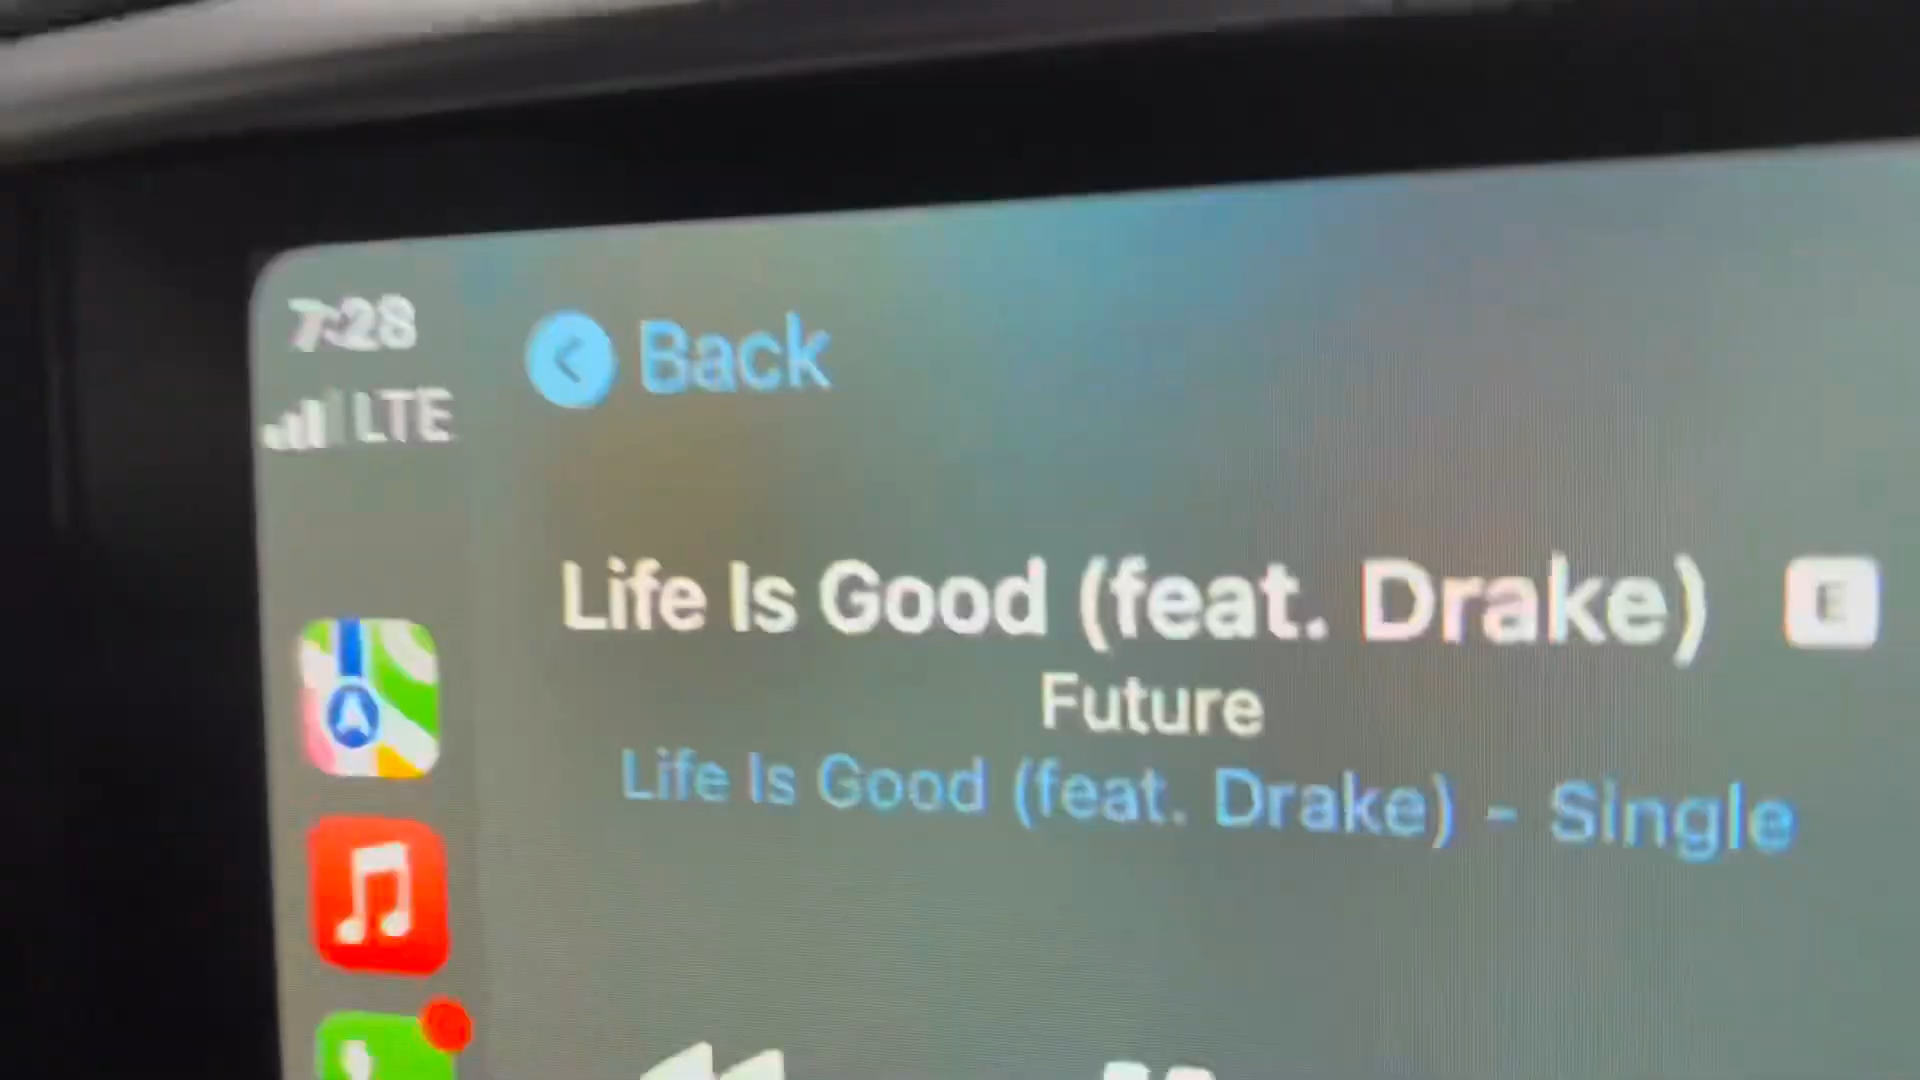 7:28
LTE
Back
Life Is Good (feat. Drake) E
Future
Life Is Good (feat. Drake) - Single